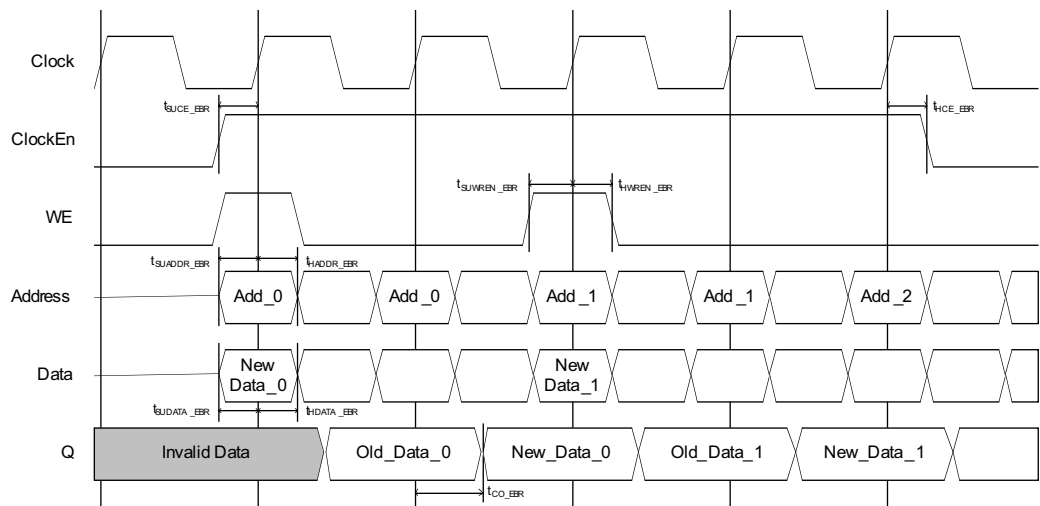 Clock
tSUCE_EBR
tHCE_EBR
ClockEn
tSUWREN_EBR
tHWREN_EBR
WE
tSUADDR_EBR
tHADDR_EBR
Address
Add_0
Add_0
Add_1
Add_1
Add_2
Data
New
Data_0
New
Data_1
tSUDATA_EBR
tHDATA_EBR
Q
Invalid Data
Old_Data_0
New_Data_0
Old_Data_1
New_Data_1
tCO_EBR